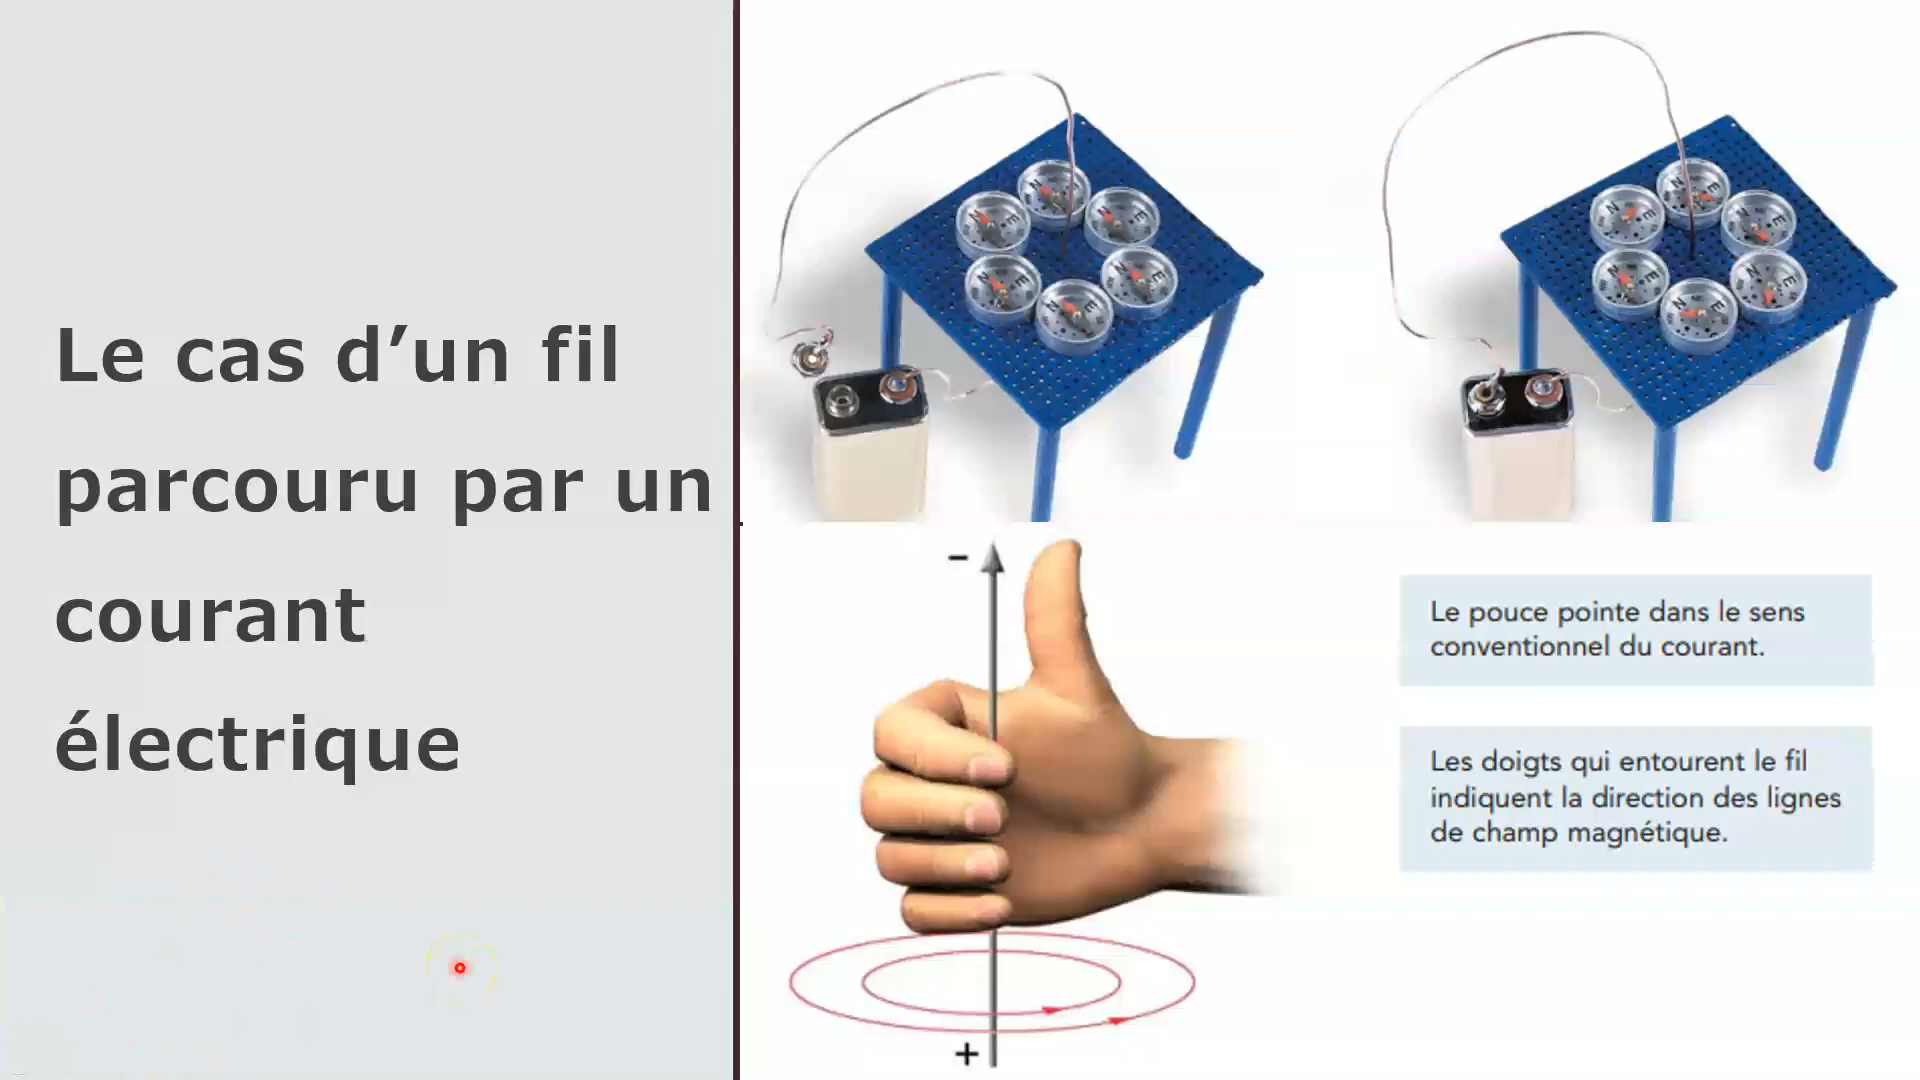 Le cas d’un fil
parcouru par un
courant
électrique
N
E
N
E
N
E
N
E
N
E
N
E
N
E
N
E
N
E
N
E
N
E
N
E
–
+
Le pouce pointe dans le sens
conventionnel du courant.
Les doigts qui entourent le fil
indiquent la direction des lignes
de champ magnétique.